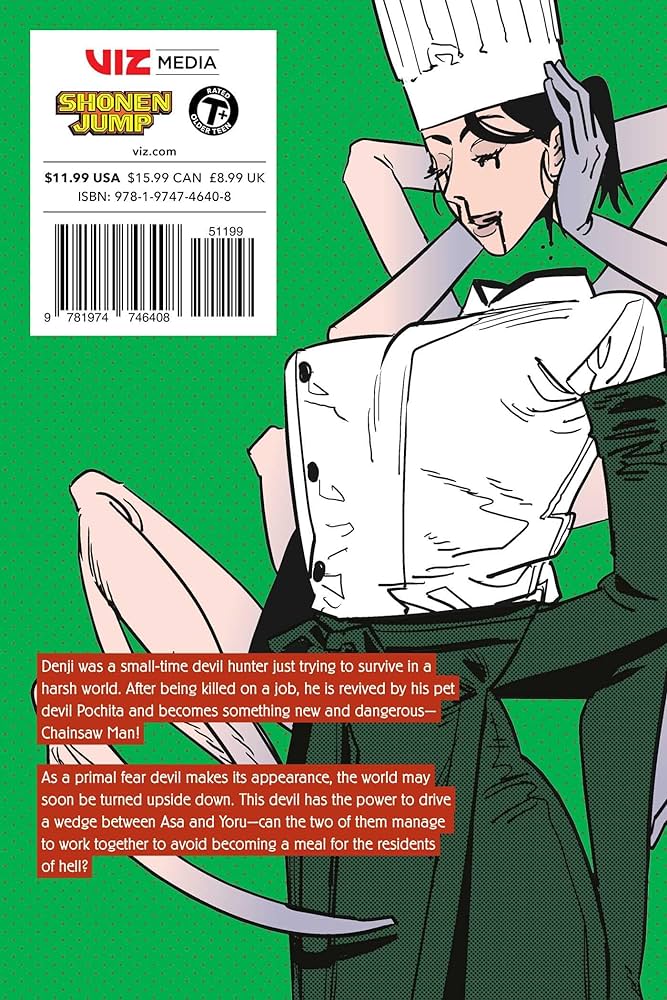 VIZ MEDIA
SHONEN
JUMP
RATED
T+
OLDER TEEN
viz.com
$11.99 USA $15.99 CAN £8.99 UK
ISBN: 978-1-9747-4640-8
51199
9 781974 746408
Denji was a small-time devil hunter just trying to survive in a
harsh world. After being killed on a job, he is revived by his pet
devil Pochita and becomes something new and dangerous—
Chainsaw Man!
As a primal fear devil makes its appearance, the world may
soon be turned upside down. This devil has the power to drive
a wedge between Asa and Yoru—can the two of them manage
to work together to avoid becoming a meal for the residents
of hell?